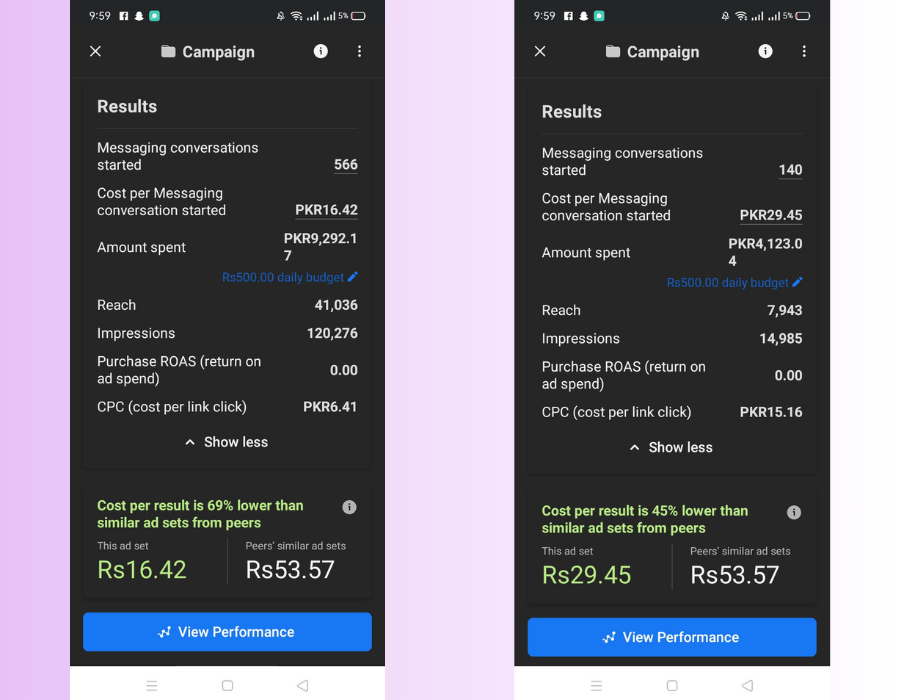 9:59
5%
Campaign
Results
Messaging conversations
started
566
Cost per Messaging
conversation started
PKR16.42
Amount spent
PKR9,292.1
7
Rs500.00 daily budget
Reach
41,036
Impressions
120,276
Purchase ROAS (return on
ad spend)
0.00
CPC (cost per link click)
PKR6.41
Show less
Cost per result is 69% lower than
similar ad sets from peers
This ad set
Peers' similar ad sets
Rs16.42
Rs53.57
View Performance
9:59
5%
Campaign
Results
Messaging conversations
started
140
Cost per Messaging
conversation started
PKR29.45
Amount spent
PKR4,123.0
4
Rs500.00 daily budget
Reach
7,943
Impressions
14,985
Purchase ROAS (return on
ad spend)
0.00
CPC (cost per link click)
PKR15.16
Show less
Cost per result is 45% lower than
similar ad sets from peers
This ad set
Peers' similar ad sets
Rs29.45
Rs53.57
View Performance